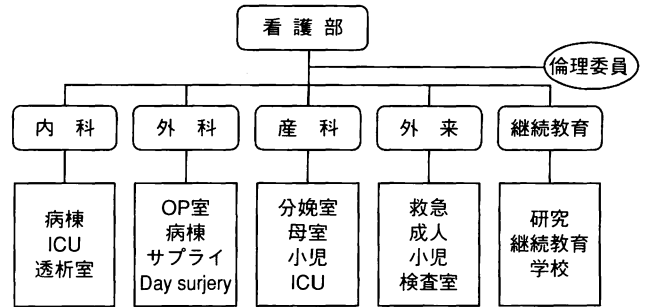 看護部
倫理委員
内科
外科
産科
外来
継続教育
病棟
ICU
透析室
OP室
病棟
サプライ
Day surjery
分娩室
母室
小児
ICU
救急
成人
小児
検査室
研究
継続教育
学校